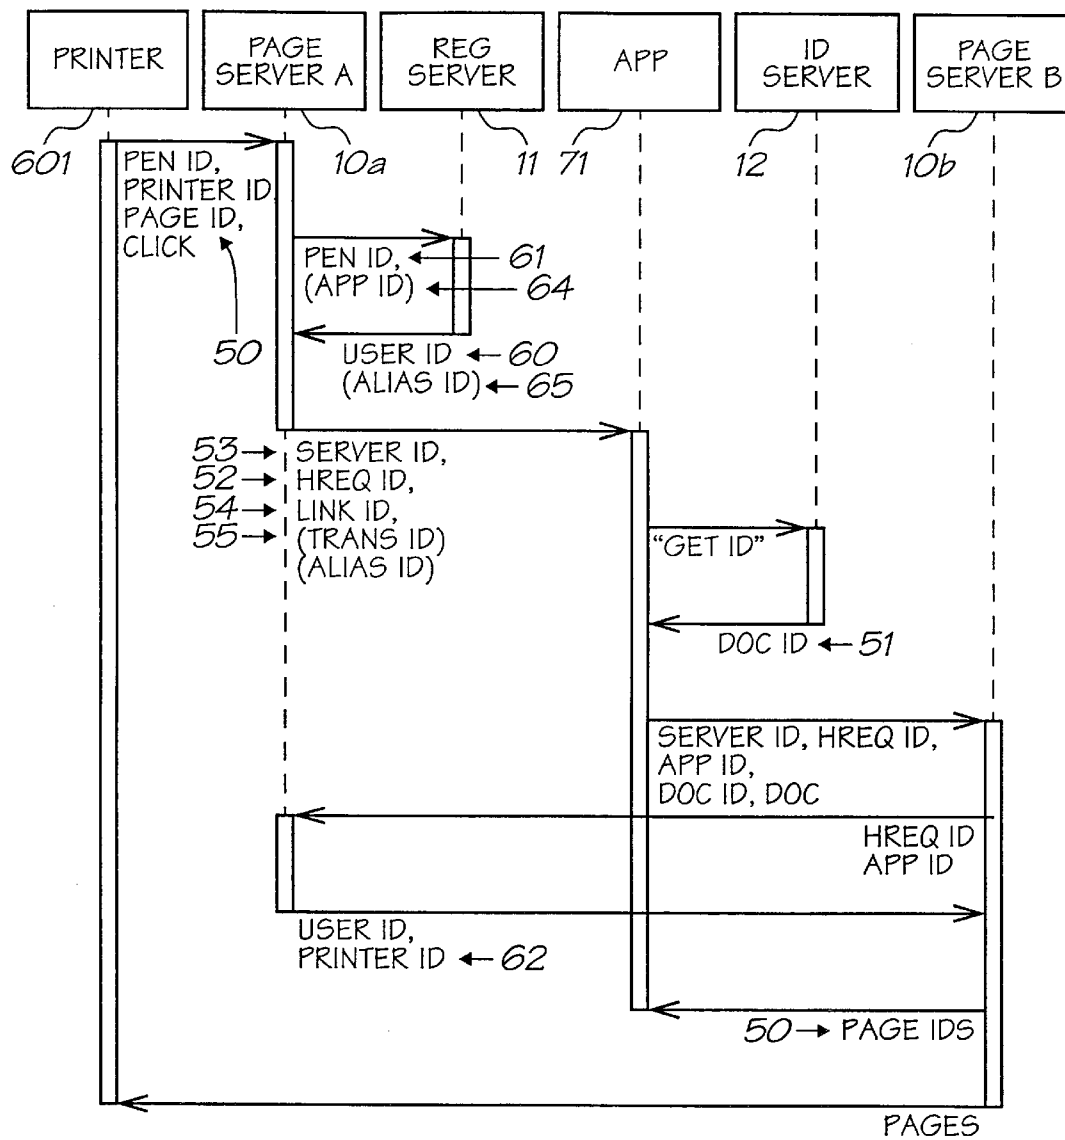 PRINTER
PAGE
SERVER A
REG
SERVER
APP
ID
SERVER
PAGE
SERVER B
601
10a
11
71
12
10b
PEN ID,
PRINTER ID
PAGE ID,
CLICK
50
PEN ID,
61
(APP ID)
64
USER ID
60
(ALIAS ID)
65
53
SERVER ID,
52
HREQ ID,
54
LINK ID,
55
(TRANS ID)
(ALIAS ID)
"GET ID"
DOC ID
51
SERVER ID, HREQ ID,
APP ID,
DOC ID, DOC
HREQ ID
APP ID
USER ID,
PRINTER ID
62
50
PAGE IDS
PAGES